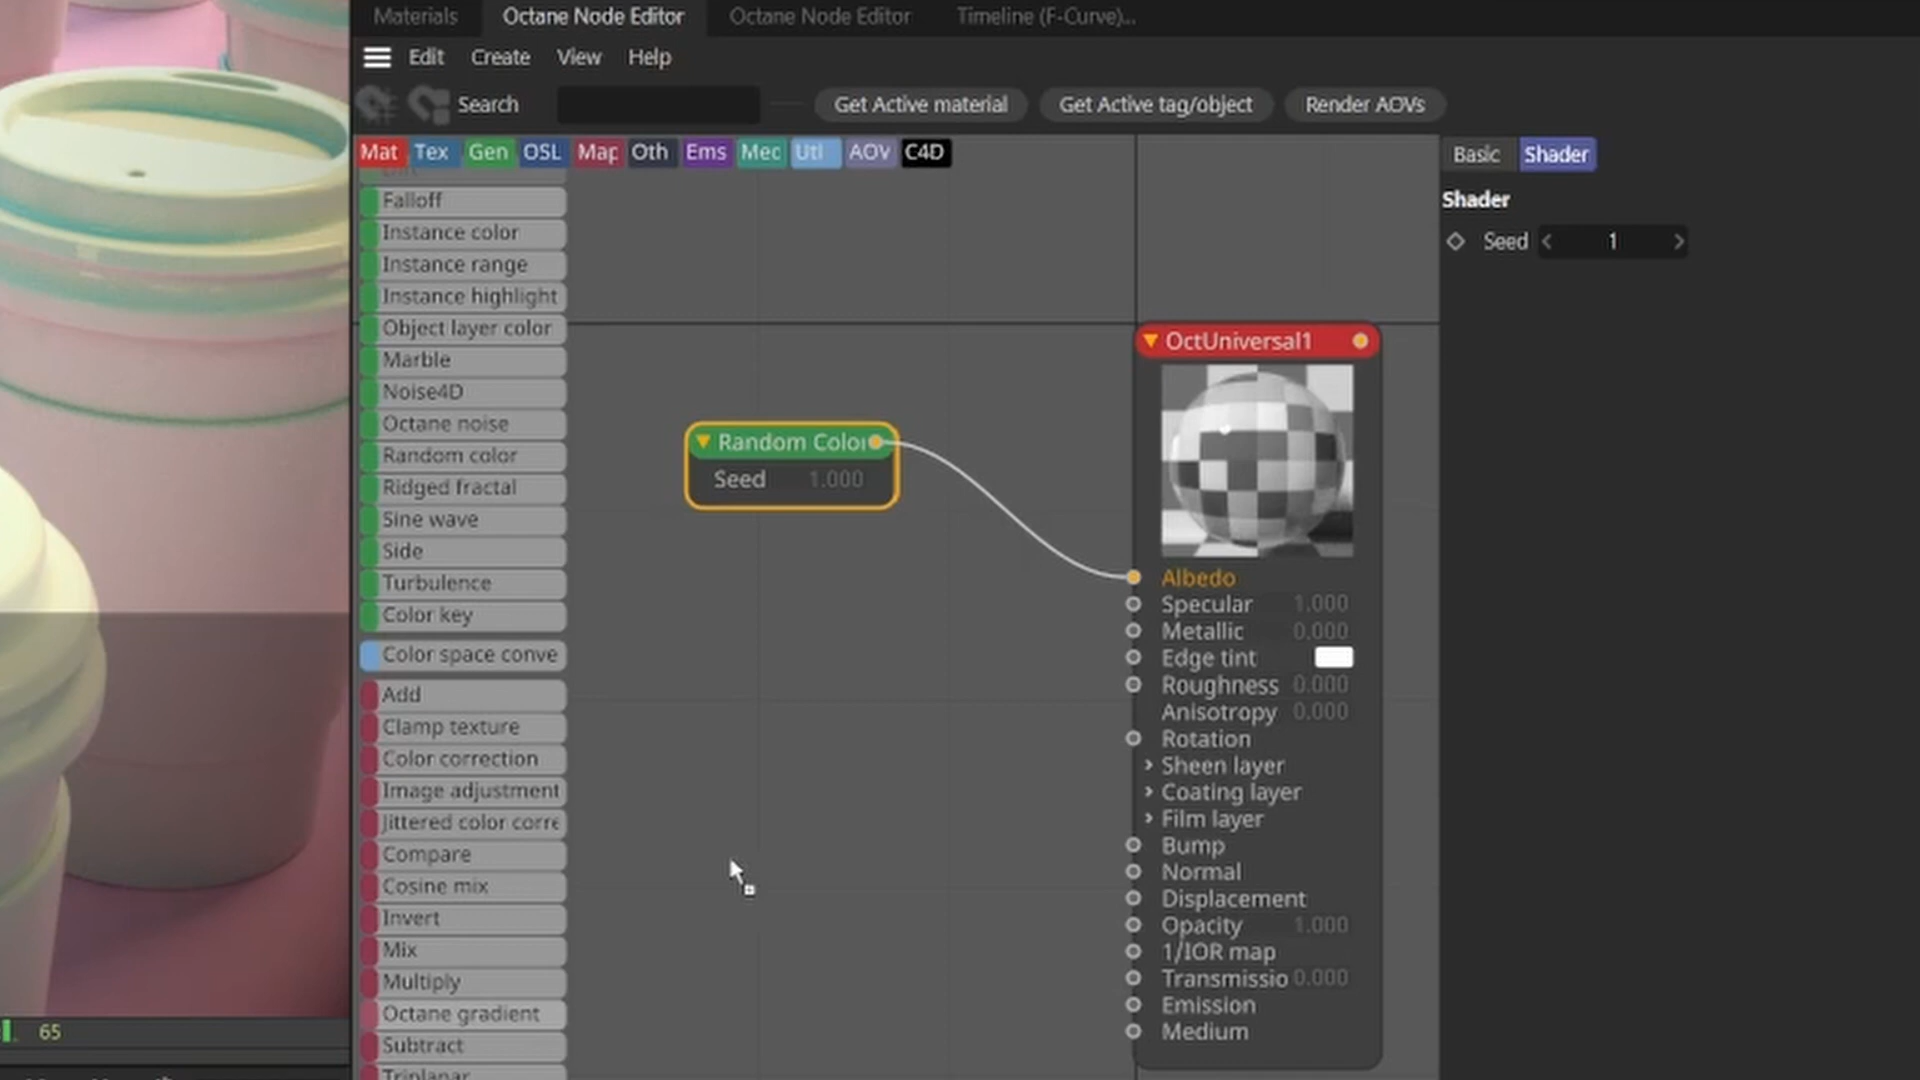 Materials
Octane Node Editor
Octane Node Editor
Timeline (F-Curve)...
Edit
Create
View
Help
Search
Get Active material
Get Active tag/object
Render AOVs
Mat
Tex
Gen
OSL
Map
Oth
Ems
Mec
Utl
AOV
C4D
Basic
Shader
Shader
Seed
1
Falloff
Instance color
Instance range
Instance highlight
Object layer color
Marble
Noise4D
Octane noise
Random color
Ridged fractal
Sine wave
Side
Turbulence
Color key
Color space conve
Add
Clamp texture
Color correction
Image adjustment
Jittered color corre
Compare
Cosine mix
Invert
Mix
Multiply
Octane gradient
Subtract
Triplanar
Random Color
Seed 1.000
OctUniversal1
Albedo
Specular 1.000
Metallic 0.000
Edge tint
Roughness 0.000
Anisotropy 0.000
Rotation
Sheen layer
Coating layer
Film layer
Bump
Normal
Displacement
Opacity 1.000
1/IOR map
Transmissio 0.000
Emission
Medium
65